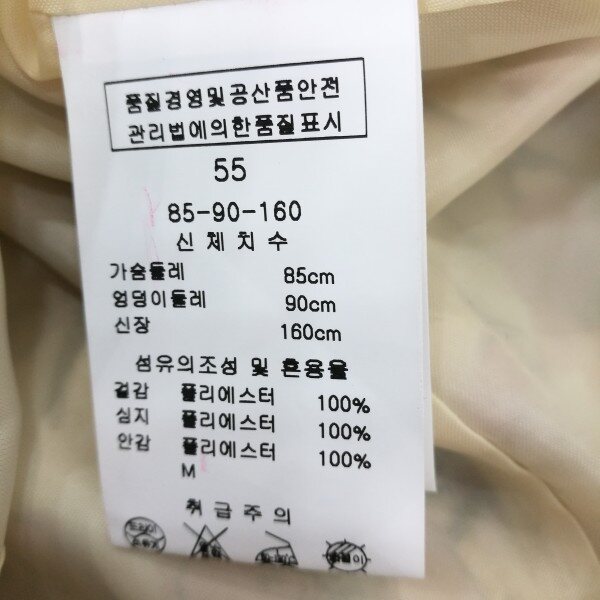 품질경영및공산품안전
관리법에의한품질표시
55
85-90-160
신체치수
가슴둘레 85cm
엉덩이둘레 90cm
신장 160cm
섬유의조성 및 혼용율
겉감 폴리에스터 100%
심지 폴리에스터 100%
안감 폴리에스터 100%
M
취급주의